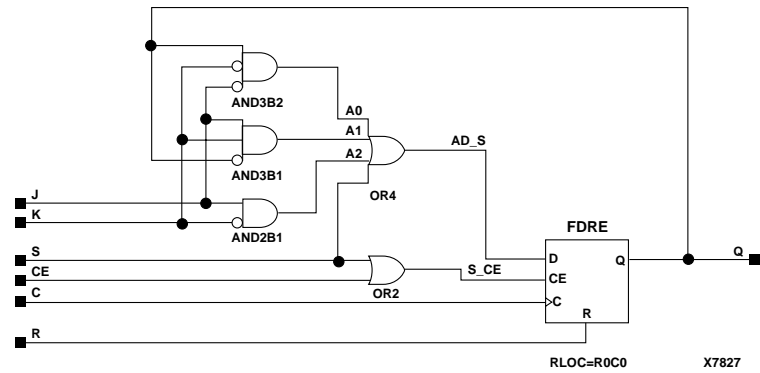 AND3B2
A0
A1
AD_S
A2
AND3B1
J
OR4
K
AND2B1
FDRE
S
D
Q
Q
CE
S_CE
CE
C
OR2
C
R
R
RLOC=R0C0
X7827